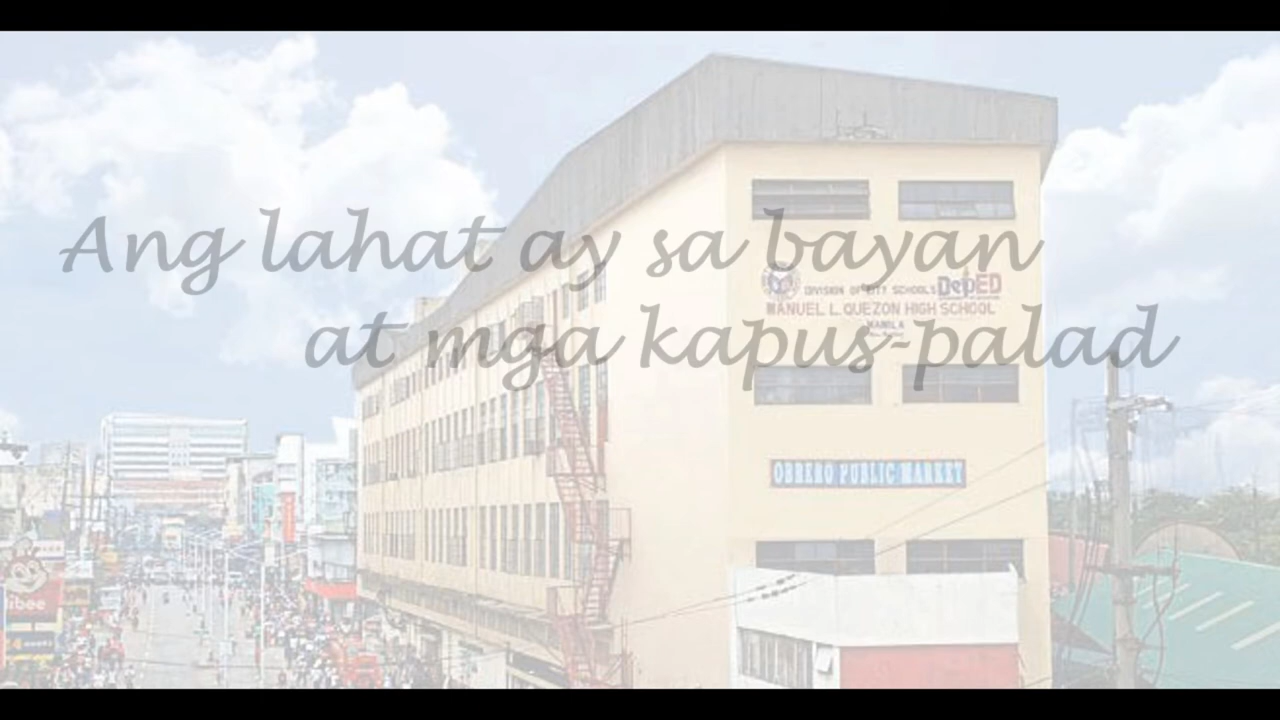 Ang lahat ay sa bayan
at mga kapus-palad
DIVISION OF CITY SCHOOLS DepED
MANUEL L. QUEZON HIGH SCHOOL
MANILA
OBRERO PUBLIC MARKET
libee